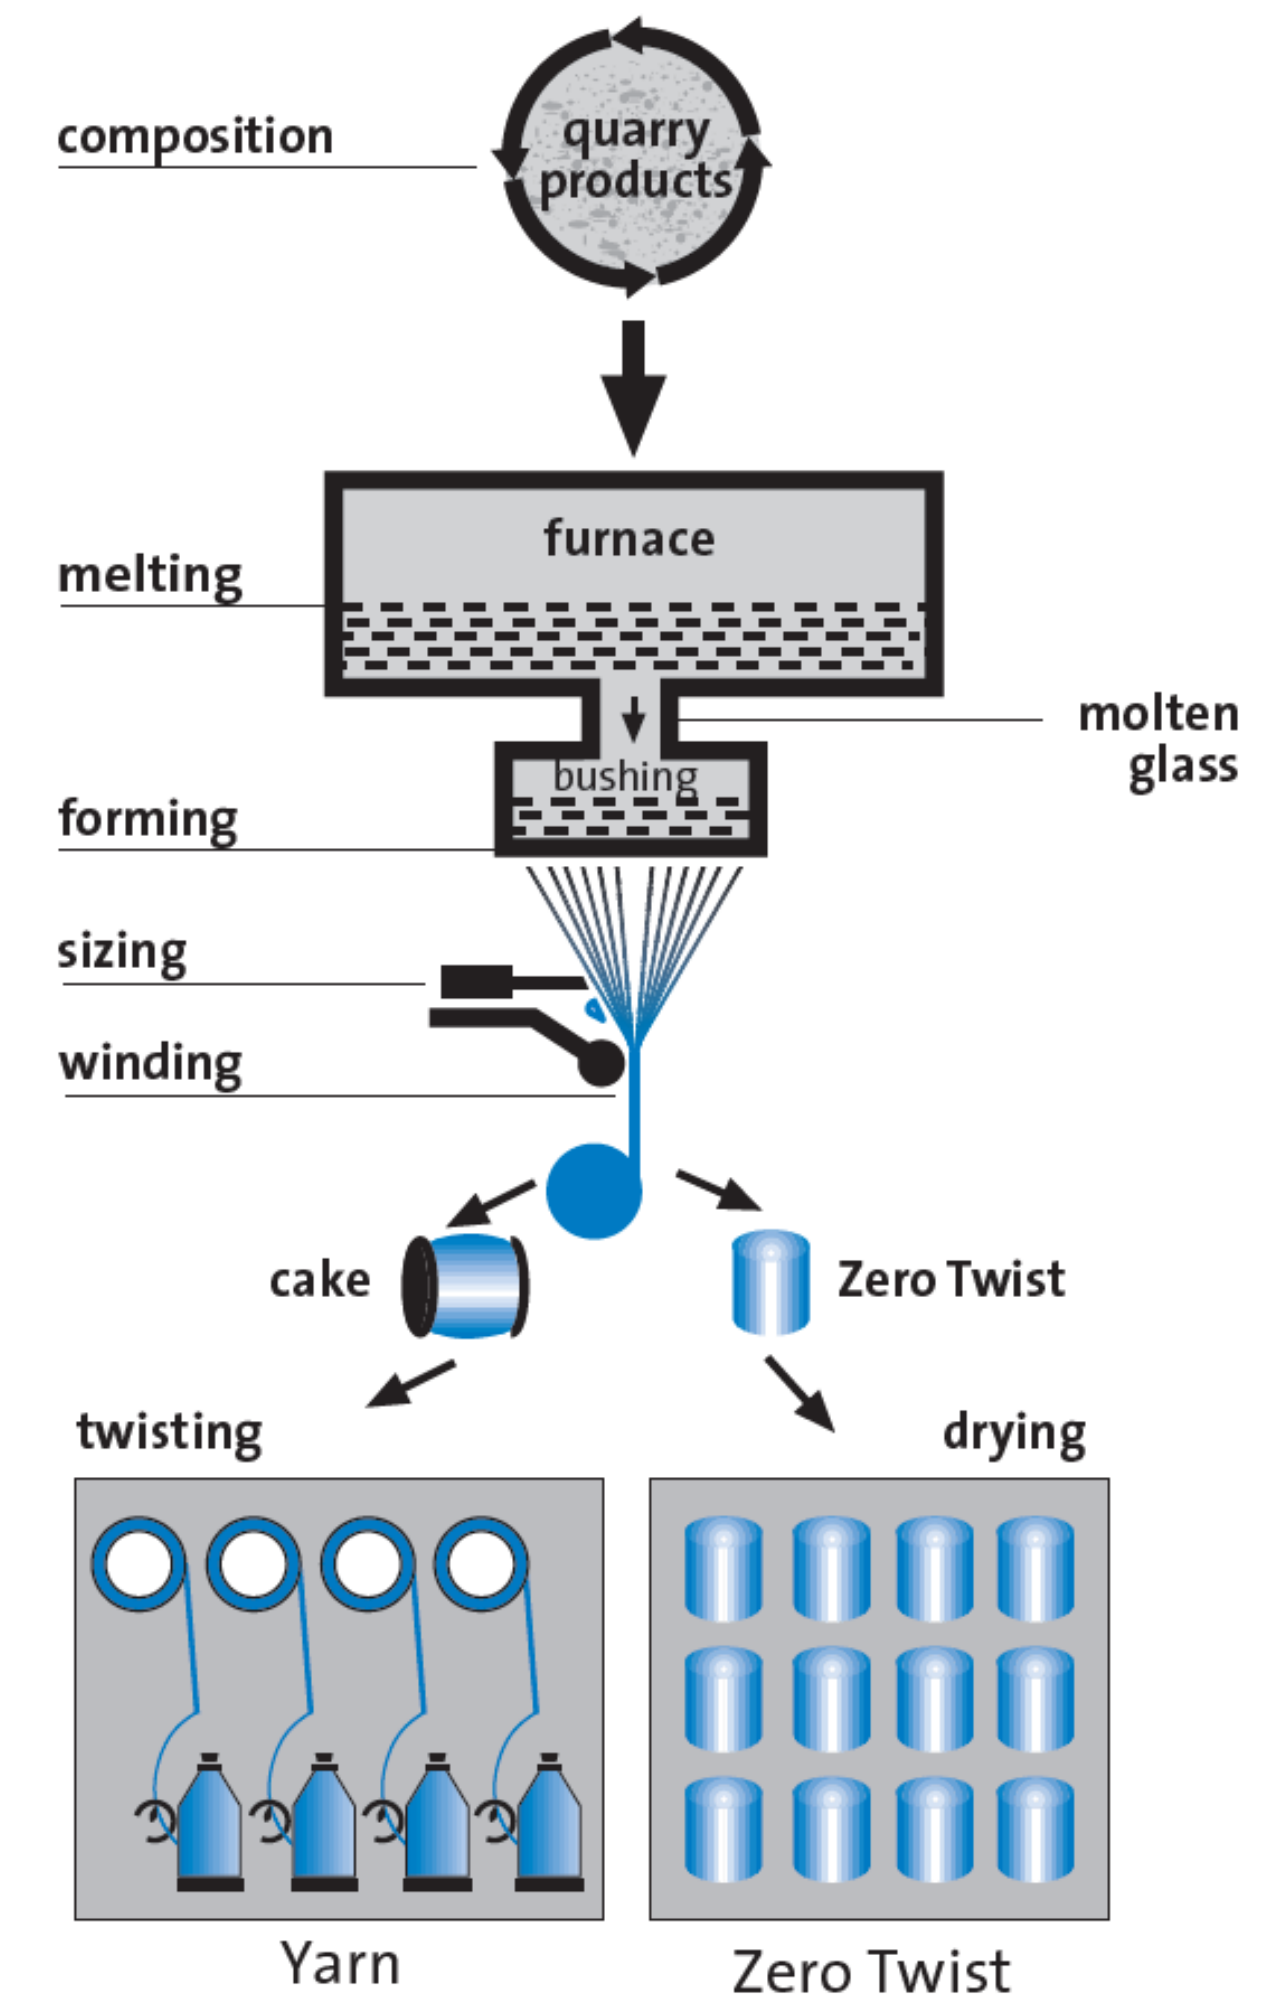 composition
quarry
products
furnace
melting
molten
glass
bushing
forming
sizing
winding
cake
Zero Twist
twisting
drying
Yarn
Zero Twist